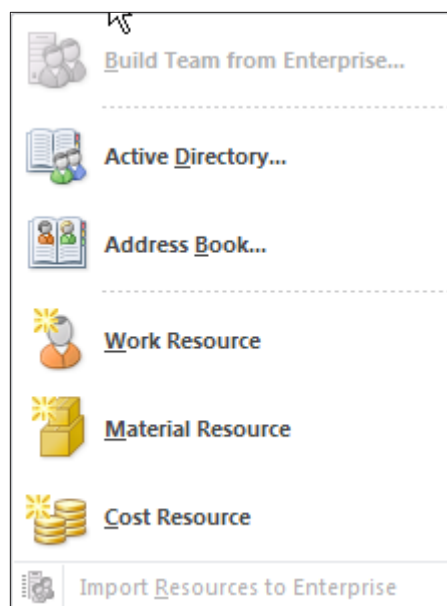 Build Team from Enterprise...
Active Directory...
Address Book...
Work Resource
Material Resource
Cost Resource
Import Resources to Enterprise